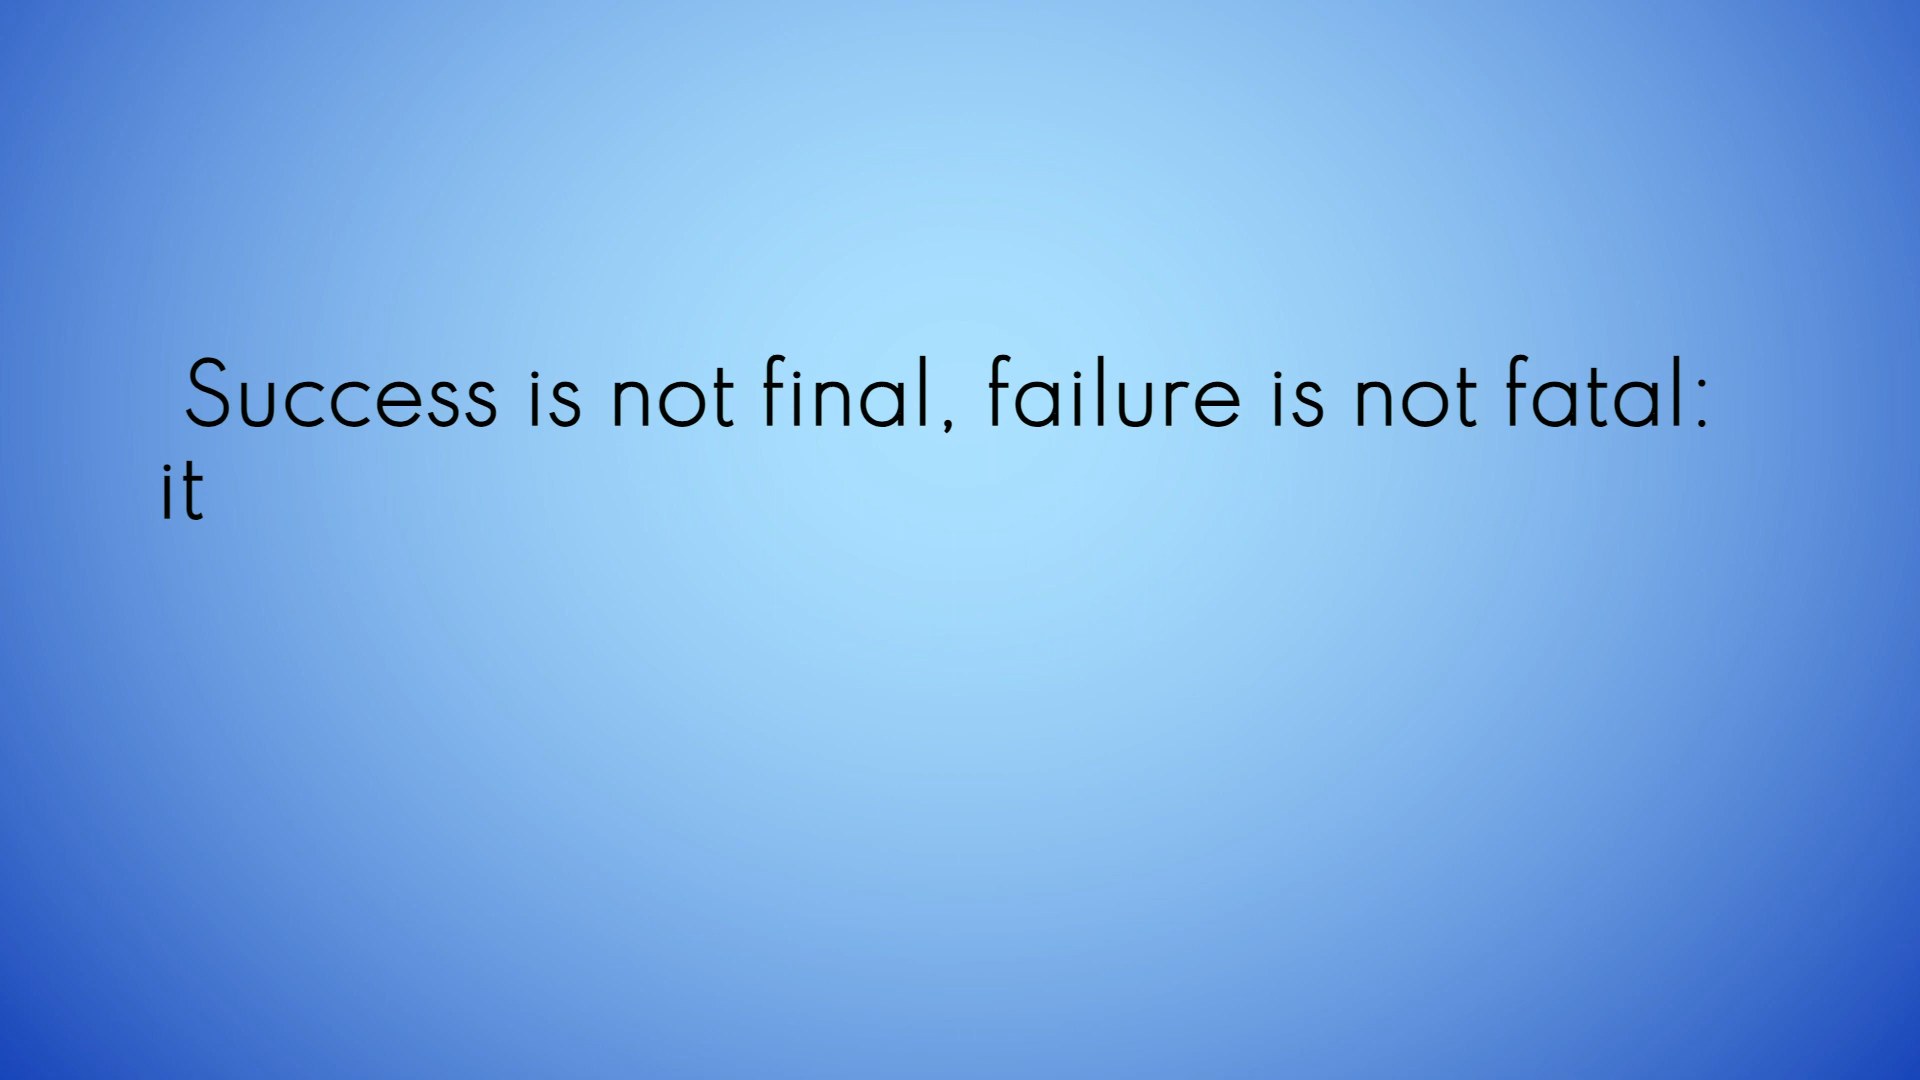 Success is not final, failure is not fatal:
it